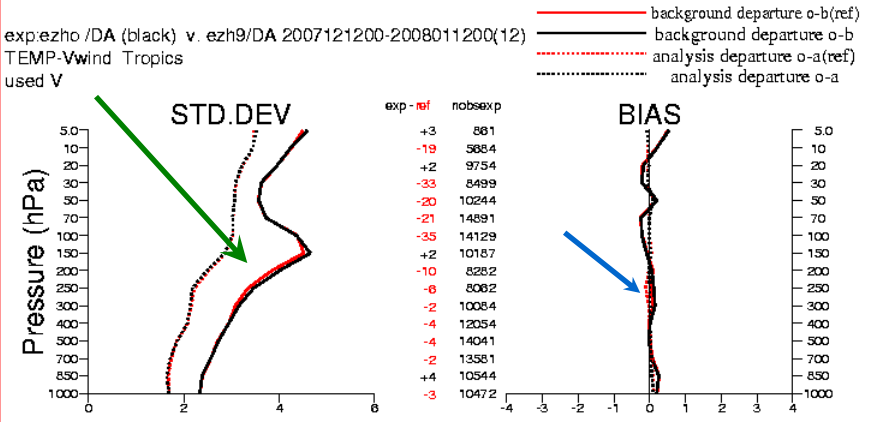 exp:ezho /DA (black) v. ezh9/DA 2007121200-2008011200(12)
TEMP-Vwind Tropics
used V
background departure o-b(ref)
background departure o-b
analysis departure o-a(ref)
analysis departure o-a
STD.DEV
exp - ref
nobsexp
BIAS
Pressure (hPa)
5.0 +3 861 5.0
10 -19 5684 10
20 +2 9754 20
30 -33 8499 30
50 -20 10244 50
70 -21 14891 70
100 -35 14129 100
150 +2 10187 150
200 -10 8282 200
250 -6 8062 250
300 -2 10084 300
400 -4 12054 400
500 -4 14041 500
700 -2 13581 700
850 +4 10544 850
1000 -3 10472 1000
0 2 4 6
-4 -3 -2 -1 0 1 2 3 4